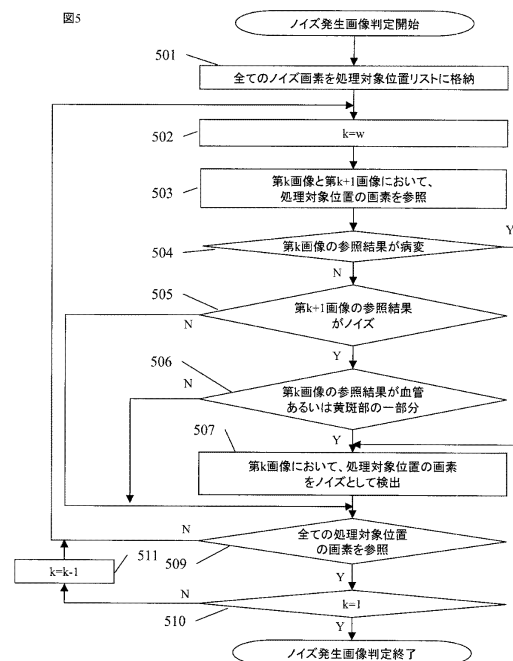 図5
ノイズ発生画像判定開始
501
全てのノイズ画素を処理対象位置リストに格納
502
k=w
503
第k画像と第k+1画像において、
処理対象位置の画素を参照
504
第k画像の参照結果が病変
Y
N
505
第k+1画像の参照結果
がノイズ
N
Y
506
第k画像の参照結果が血管
あるいは黄斑部の一部分
N
Y
507
第k画像において、処理対象位置の画素
をノイズとして検出
N
全ての処理対象位置
の画素を参照
509
Y
k=k-1
511
N
k=1
510
Y
ノイズ発生画像判定終了